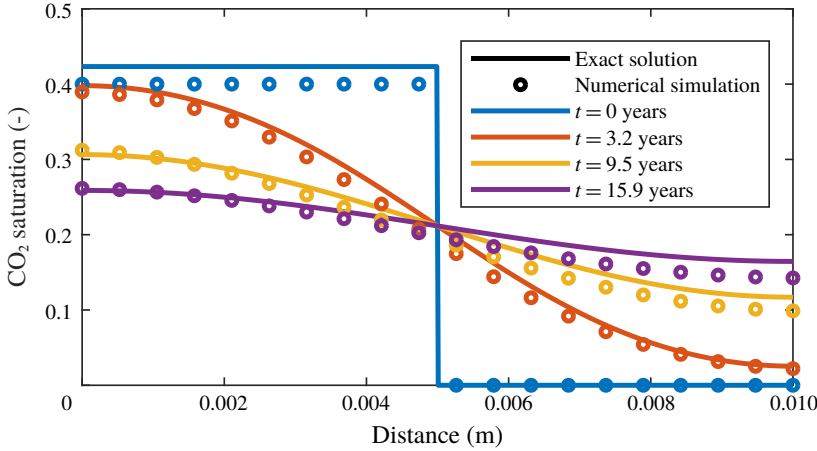 0.5
0.4
0.3
0.2
0.1
0
0.002
0.004
0.006
0.008
0.010
CO₂ saturation (-)
Distance (m)
Exact solution
Numerical simulation
t = 0 years
t = 3.2 years
t = 9.5 years
t = 15.9 years